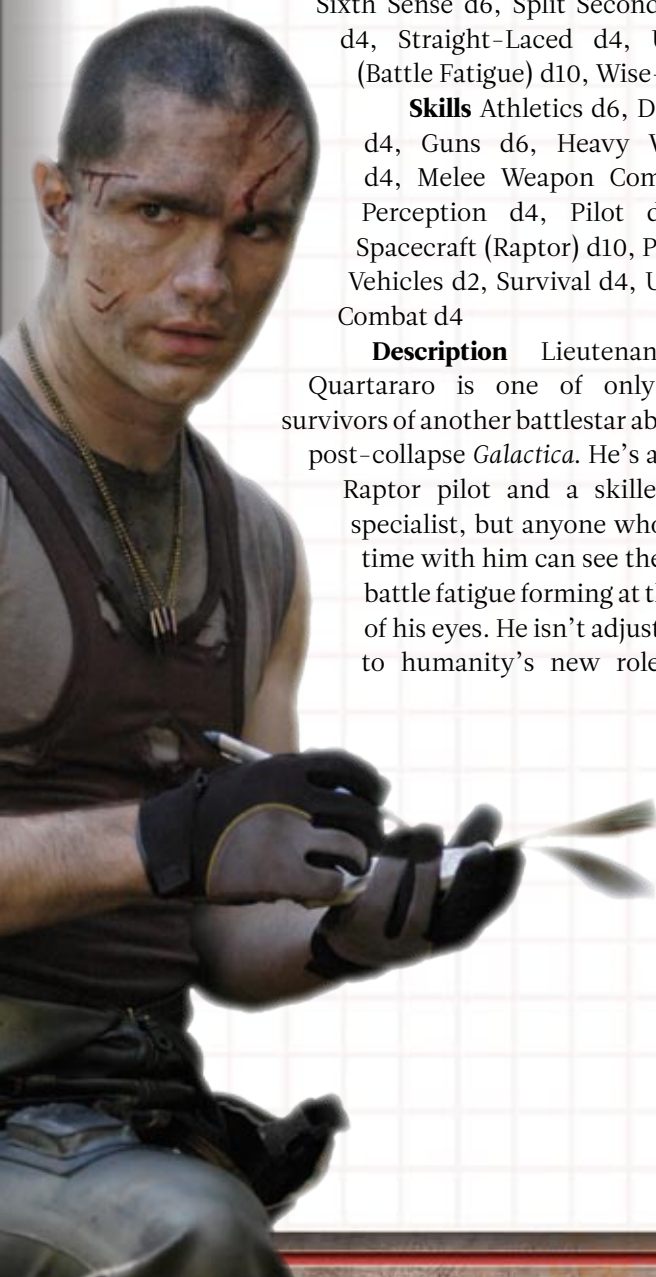 Sixth Sense d6, Split Second
d4, Straight-Laced d4, U
(Battle Fatigue) d10, Wise-
Skills Athletics d6, D
d4, Guns d6, Heavy W
d4, Melee Weapon Com
Perception d4, Pilot d
Spacecraft (Raptor) d10, P
Vehicles d2, Survival d4, U
Combat d4
Description Lieutenan
Quartararo is one of only
survivors of another battlestar ab
post-collapse Galactica. He's a
Raptor pilot and a skille
specialist, but anyone who
time with him can see the
battle fatigue forming at t
of his eyes. He isn't adjust
to humanity's new role